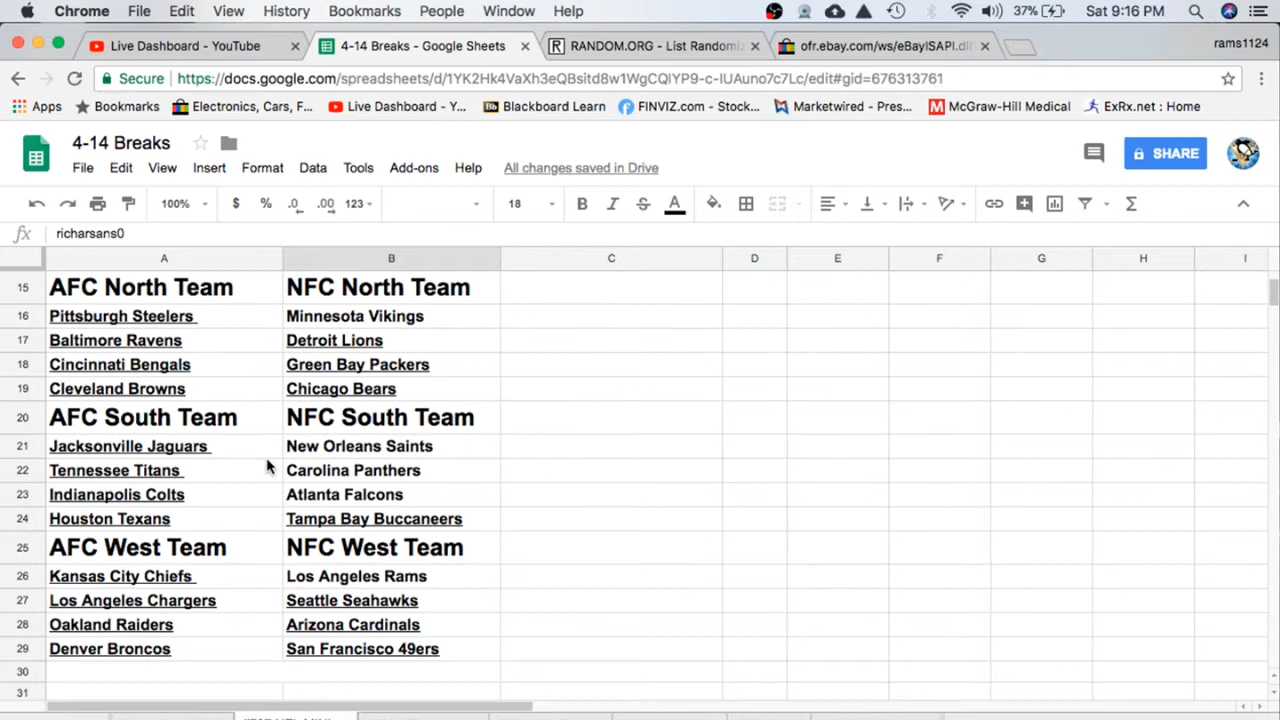 Chrome File Edit View History Bookmarks People Window Help 37% Sat 9:16 PM
Live Dashboard - YouTube 4-14 Breaks - Google Sheets RANDOM.ORG - List Randomiz ofr.ebay.com/ws/eBayISAPI.dll rams1124
Secure https://docs.google.com/spreadsheets/d/1YK2Hk4VaXh3eQBsitd8w1WgCQIYP9-c-IUAuno7c7Lc/edit#gid=676313761
Apps Bookmarks Electronics, Cars, F... Live Dashboard - Y... Bb Blackboard Learn FINVIZ.com - Stock... Marketwired - Pres... M McGraw-Hill Medical ExRx.net : Home
4-14 Breaks
SHARE
File Edit View Insert Format Data Tools Add-ons Help All changes saved in Drive
100% $ % .0 .00 123 18 B I S A Σ
fx richarsans0
A B C D E F G H I
15 AFC North Team NFC North Team
16 Pittsburgh Steelers Minnesota Vikings
17 Baltimore Ravens Detroit Lions
18 Cincinnati Bengals Green Bay Packers
19 Cleveland Browns Chicago Bears
20 AFC South Team NFC South Team
21 Jacksonville Jaguars New Orleans Saints
22 Tennessee Titans Carolina Panthers
23 Indianapolis Colts Atlanta Falcons
24 Houston Texans Tampa Bay Buccaneers
25 AFC West Team NFC West Team
26 Kansas City Chiefs Los Angeles Rams
27 Los Angeles Chargers Seattle Seahawks
28 Oakland Raiders Arizona Cardinals
29 Denver Broncos San Francisco 49ers
30
31